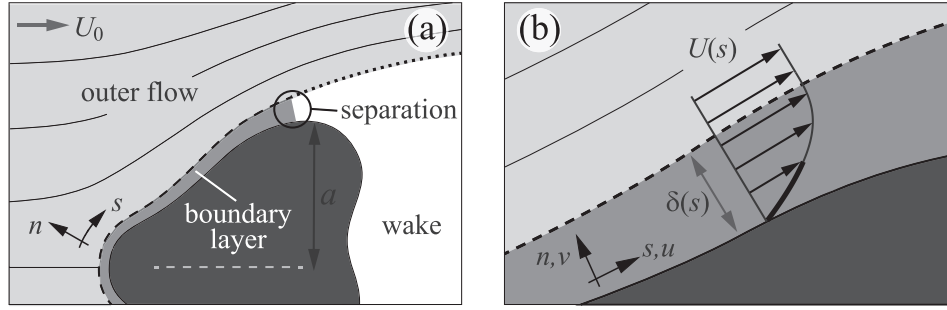 U₀
(a)
outer flow
separation
a
s
n
boundary
layer
wake
(b)
U(s)
δ(s)
n,v
s,u